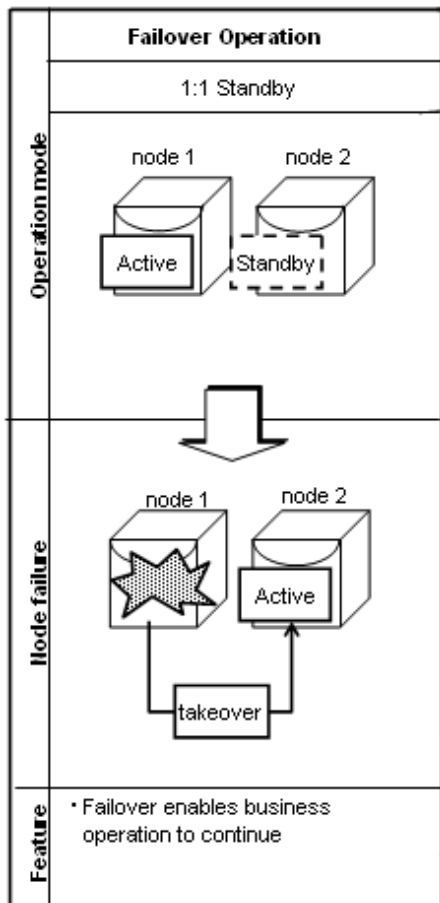 Failover Operation
1:1 Standby
Operation mode
node 1
node 2
Active
Standby
Node failure
node 1
node 2
Active
takeover
Feature
・Failover enables business
operation to continue